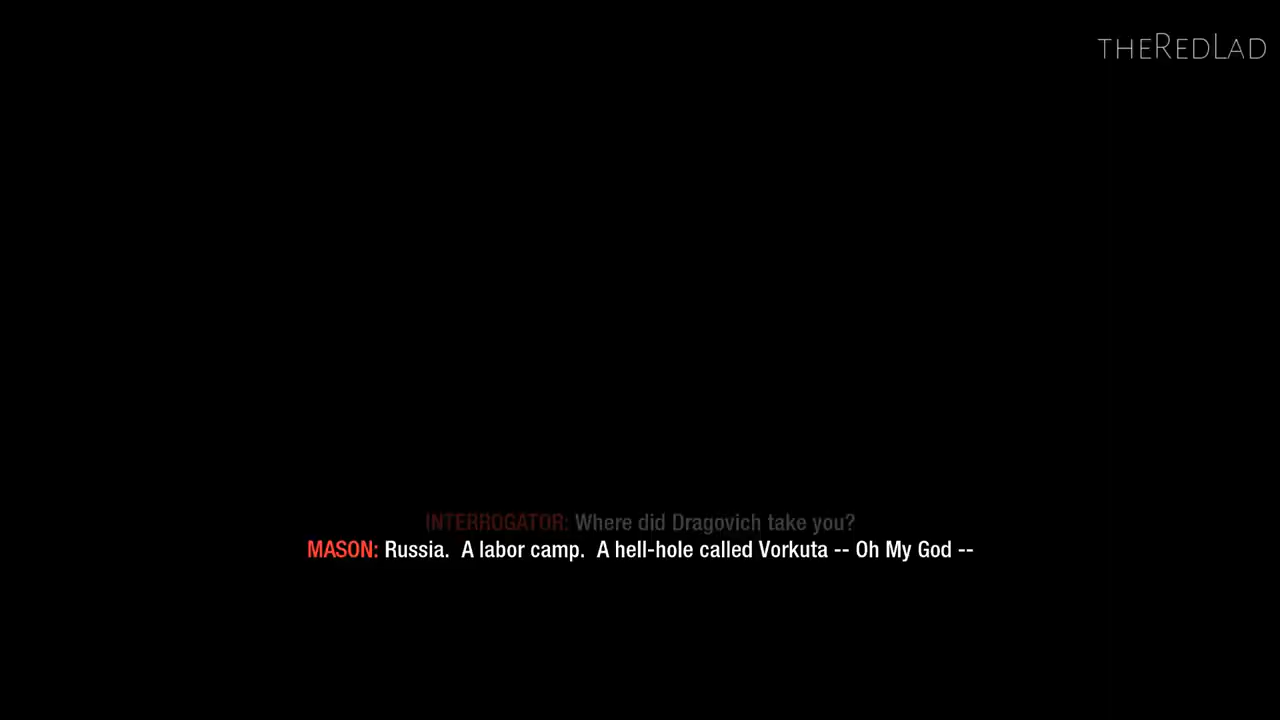 THEREDLAD
INTERROGATOR: Where did Dragovich take you?
MASON: Russia.  A labor camp.  A hell-hole called Vorkuta -- Oh My God --